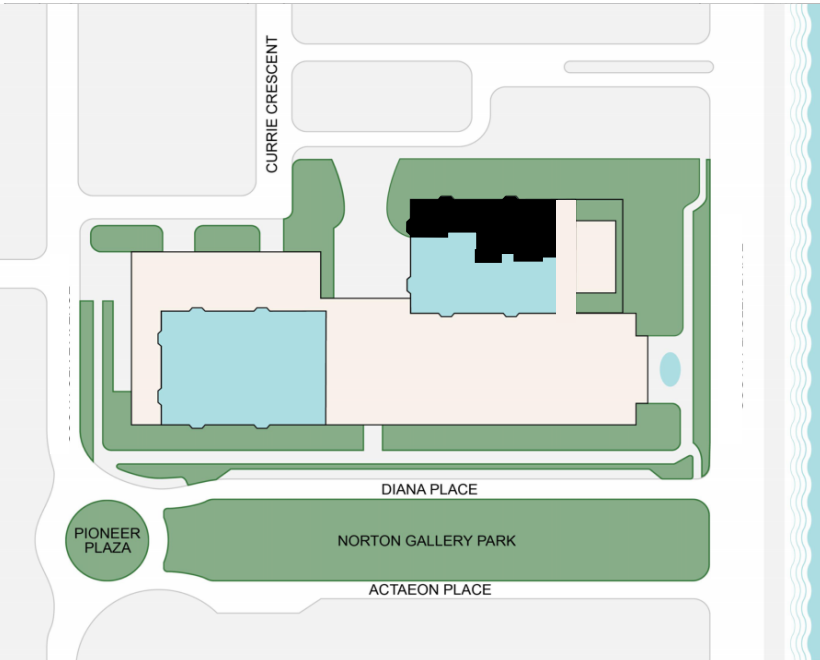 CURRIE CRESCENT
DIANA PLACE
PIONEER
PLAZA
NORTON GALLERY PARK
ACTAEON PLACE